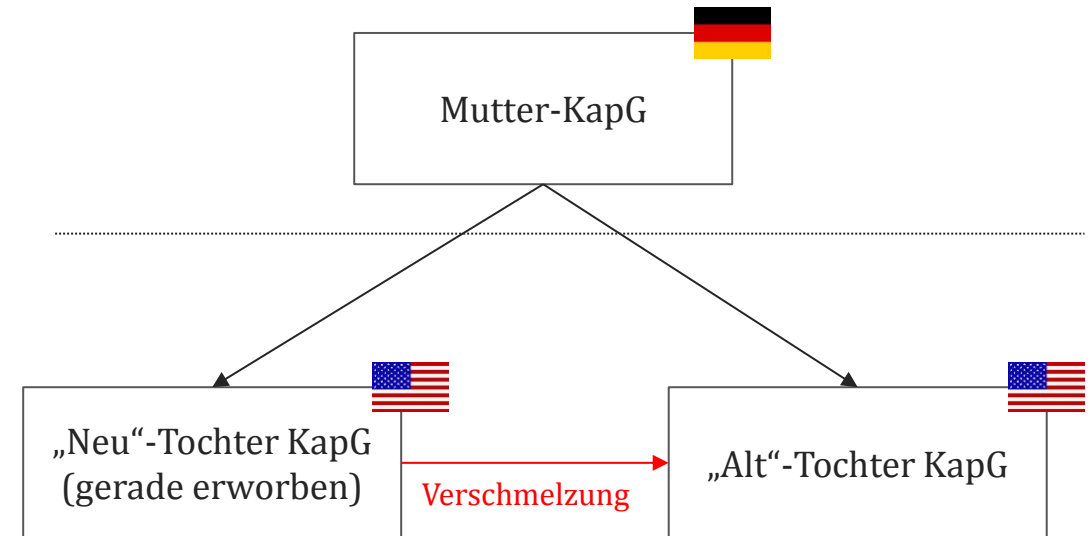 Mutter-KapG
„Neu“-Tochter KapG
(gerade erworben)
Verschmelzung
„Alt“-Tochter KapG